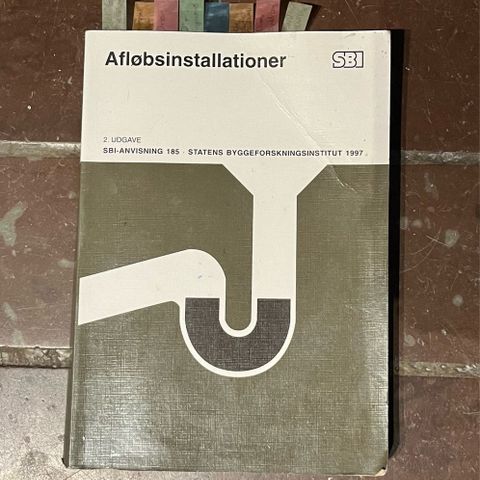 Afløbsinstallationer
SBI
2. UDGAVE
SBI-ANVISNING 185 · STATENS BYGGEFORSKNINGSINSTITUT 1997